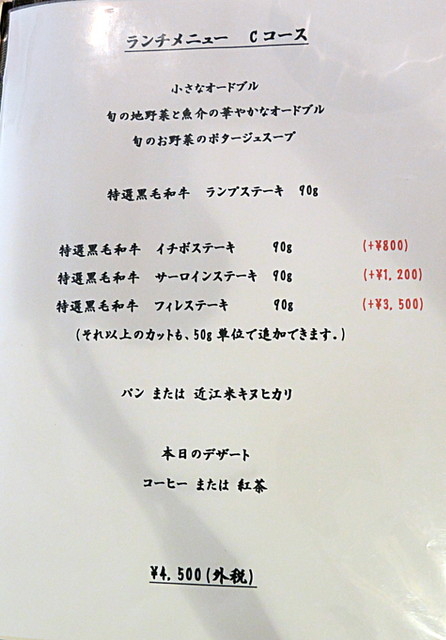 ランチメニュー Cコース
小さなオードブル
旬の地野菜と魚介の華やかなオードブル
旬のお野菜のポタージュスープ
特選黒毛和牛 ランプステーキ 90g
特選黒毛和牛 イチボステーキ 90g (+¥800)
特選黒毛和牛 サーロインステーキ 90g (+¥1,200)
特選黒毛和牛 フィレステーキ 90g (+¥3,500)
(それ以上のカットも、50g単位で追加できます。)
パン または 近江米キヌヒカリ
本日のデザート
コーヒー または 紅茶
¥4,500(外税)